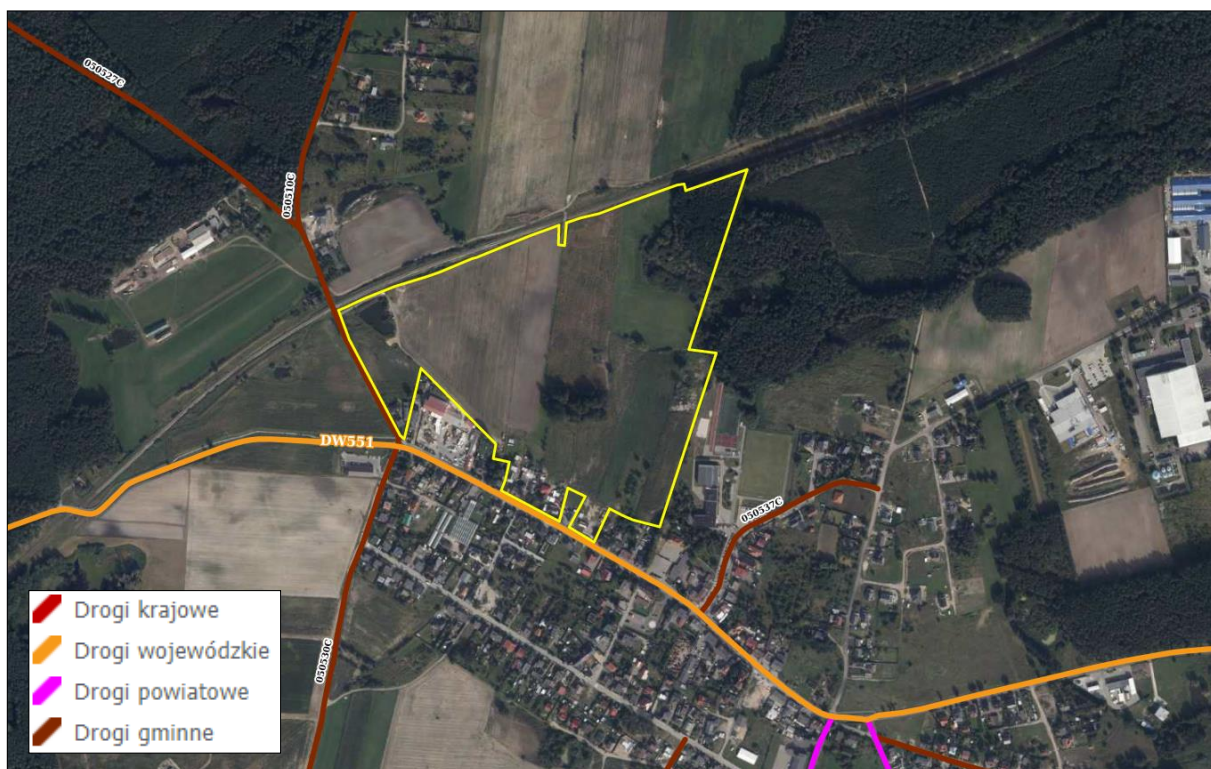 050527C
050510C
DW551
050537C
050530C
Drogi krajowe
Drogi wojewódzkie
Drogi powiatowe
Drogi gminne